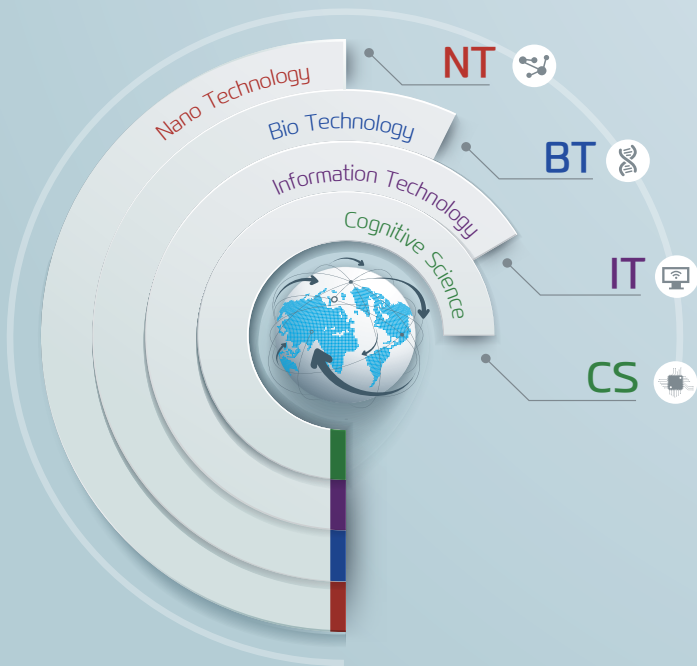 Nano Technology
NT
Bio Technology
BT
Information Technology
IT
Cognitive Science
CS